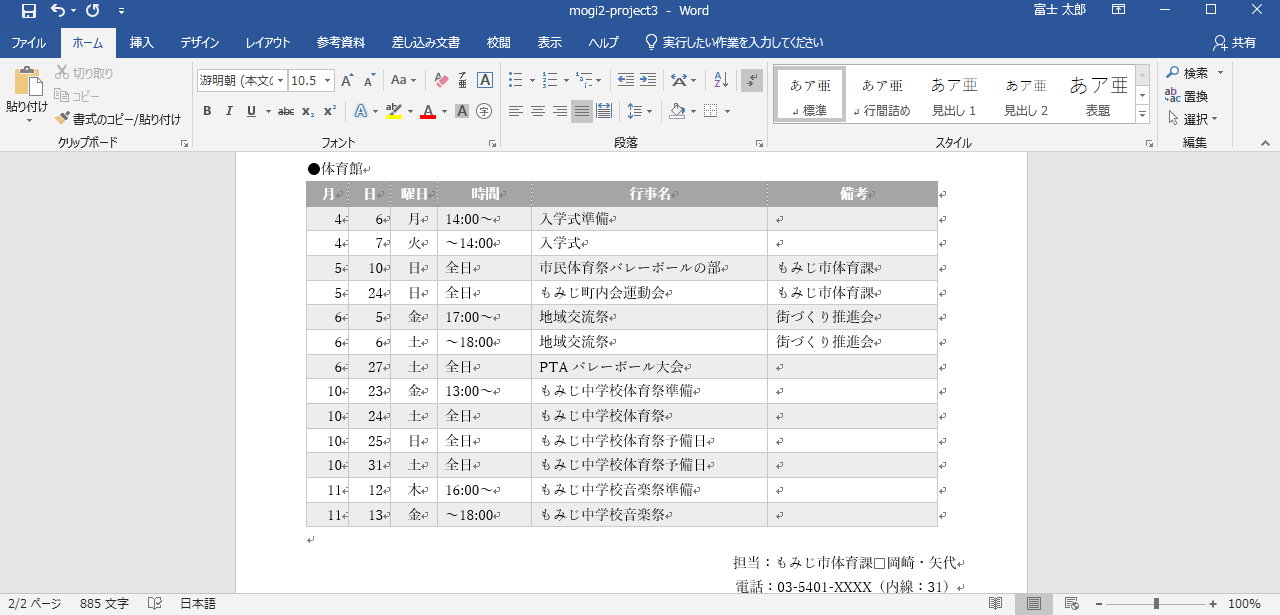 mogi2-project3 - Word 富士 太郎
ファイル ホーム 挿入 デザイン レイアウト 参考資料 差し込み文書 校閲 表示 ヘルプ 実行したい作業を入力してください 共有
貼り付け 切り取り コピー 書式のコピー/貼り付け
クリップボード
游明朝 (本文の 10.5 A A Aa A
B I U abc x₂ x² A ab A A 字
フォント
段落
あア亜 あア亜 あア亜 あア亜 あア亜
標準 行間詰め 見出し 1 見出し 2 表題
スタイル
検索
置換
選択
編集
●体育館
月 日 曜日 時間 行事名 備考
4 6 月 14:00～ 入学式準備
4 7 火 ～14:00 入学式
5 10 日 全日 市民体育祭バレーボールの部 もみじ市体育課
5 24 日 全日 もみじ町内会運動会 もみじ市体育課
6 5 金 17:00～ 地域交流祭 街づくり推進会
6 6 土 ～18:00 地域交流祭 街づくり推進会
6 27 土 全日 PTA バレーボール大会
10 23 金 13:00～ もみじ中学校体育祭準備
10 24 土 全日 もみじ中学校体育祭
10 25 日 全日 もみじ中学校体育祭予備日
10 31 土 全日 もみじ中学校体育祭予備日
11 12 木 16:00～ もみじ中学校音楽祭準備
11 13 金 ～18:00 もみじ中学校音楽祭
担当：もみじ市体育課□岡崎・矢代
電話：03-5401-XXXX（内線：31）
2/2 ページ 885 文字 日本語 100%